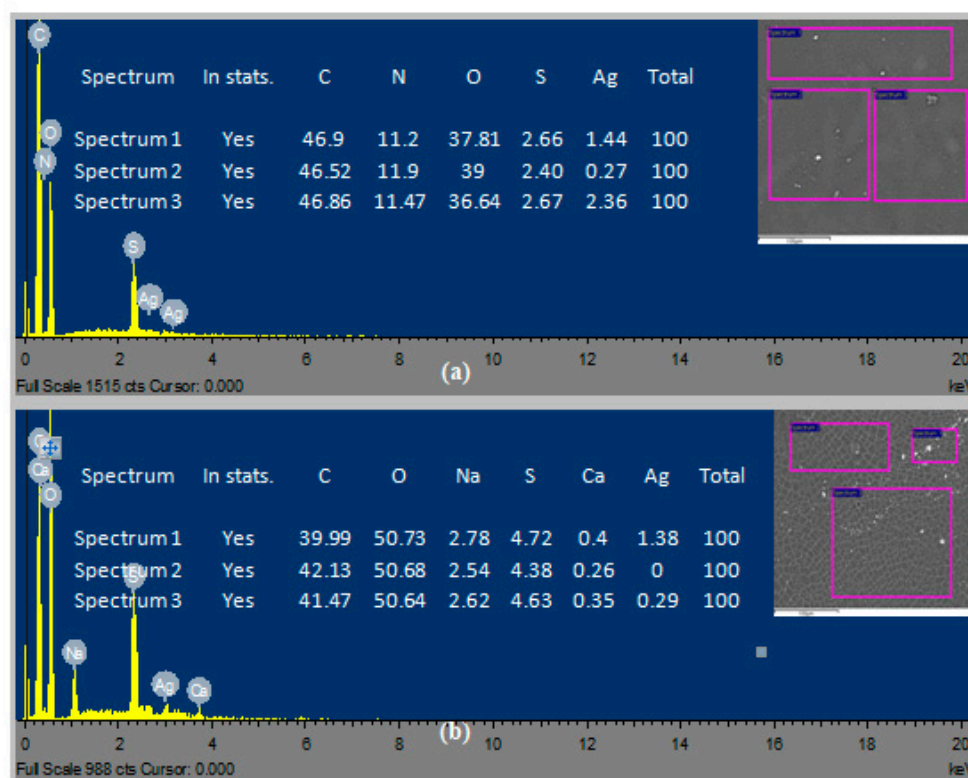 C
O
N
S
Ag
Ag
Spectrum In stats. C N O S Ag Total
Spectrum 1 Yes 46.9 11.2 37.81 2.66 1.44 100
Spectrum 2 Yes 46.52 11.9 39 2.40 0.27 100
Spectrum 3 Yes 46.86 11.47 36.64 2.67 2.36 100
Spectrum
Spectrum
Spectrum
0 2 4 6 8 10 12 14 16 18 20
(a)
Full Scale 1515 cts Cursor: 0.000 keV
Ca
O
S
Na
Ag
Ca
Spectrum In stats. C O Na S Ca Ag Total
Spectrum 1 Yes 39.99 50.73 2.78 4.72 0.4 1.38 100
Spectrum 2 Yes 42.13 50.68 2.54 4.38 0.26 0 100
Spectrum 3 Yes 41.47 50.64 2.62 4.63 0.35 0.29 100
Spectrum
Spectrum
Spectrum
0 2 4 6 8 10 12 14 16 18 20
(b)
Full Scale 988 cts Cursor: 0.000 keV